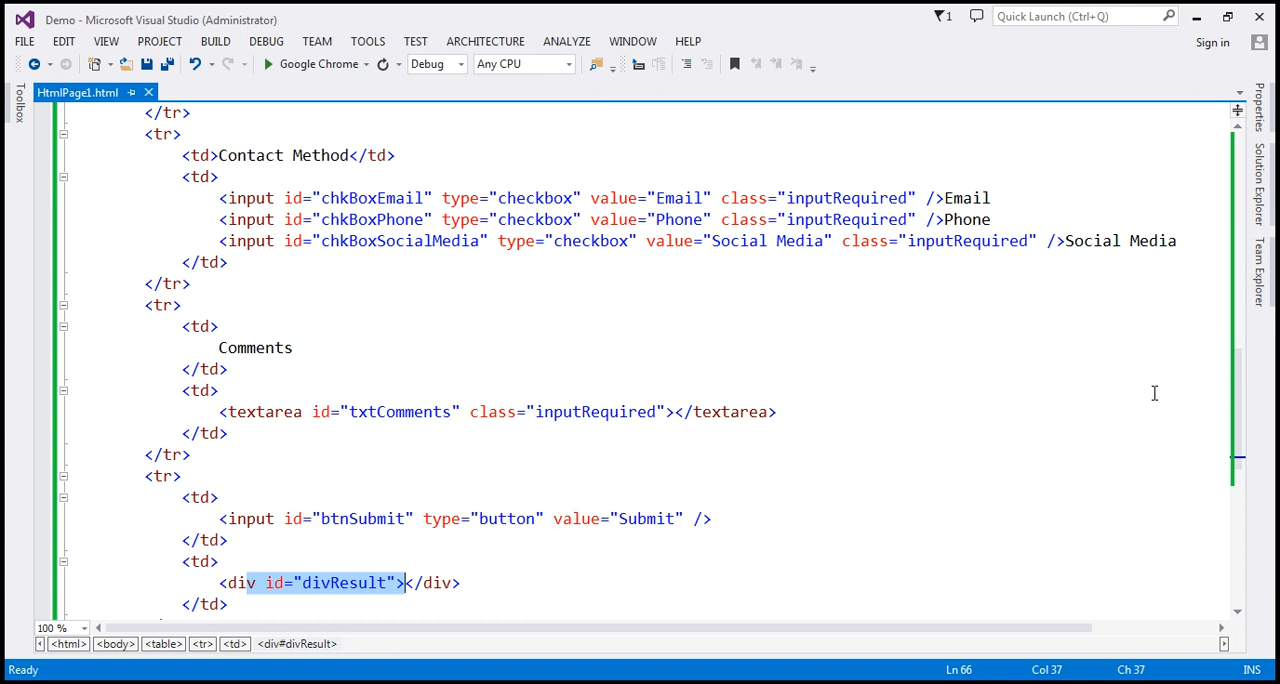 Demo - Microsoft Visual Studio (Administrator)
1
Quick Launch (Ctrl+Q)
FILE EDIT VIEW PROJECT BUILD DEBUG TEAM TOOLS TEST ARCHITECTURE ANALYZE WINDOW HELP
Sign in
Google Chrome
Debug
Any CPU
Toolbox
HtmlPage1.html
</tr>
<tr>
<td>Contact Method</td>
<td>
<input id="chkBoxEmail" type="checkbox" value="Email" class="inputRequired" />Email
<input id="chkBoxPhone" type="checkbox" value="Phone" class="inputRequired" />Phone
<input id="chkBoxSocialMedia" type="checkbox" value="Social Media" class="inputRequired" />Social Media
</td>
</tr>
<tr>
<td>
Comments
</td>
<td>
<textarea id="txtComments" class="inputRequired"></textarea>
</td>
</tr>
<tr>
<td>
<input id="btnSubmit" type="button" value="Submit" />
</td>
<td>
<div id="divResult"></div>
</td>
Properties
Solution Explorer
Team Explorer
100 %
<html> <body> <table> <tr> <td> <div#divResult>
Ready
Ln 66
Col 37
Ch 37
INS